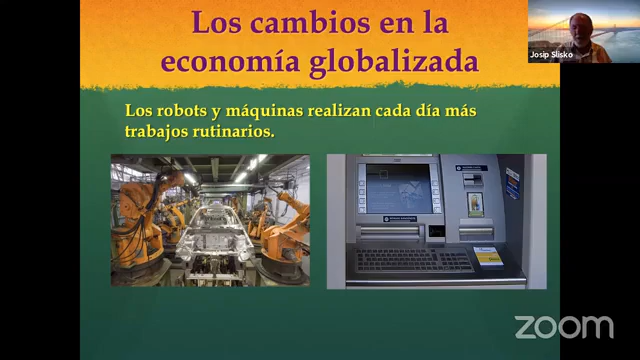 Los cambios en la
economía globalizada
Josip Slisko
Los robots y máquinas realizan cada día más
trabajos rutinarios.
zoom